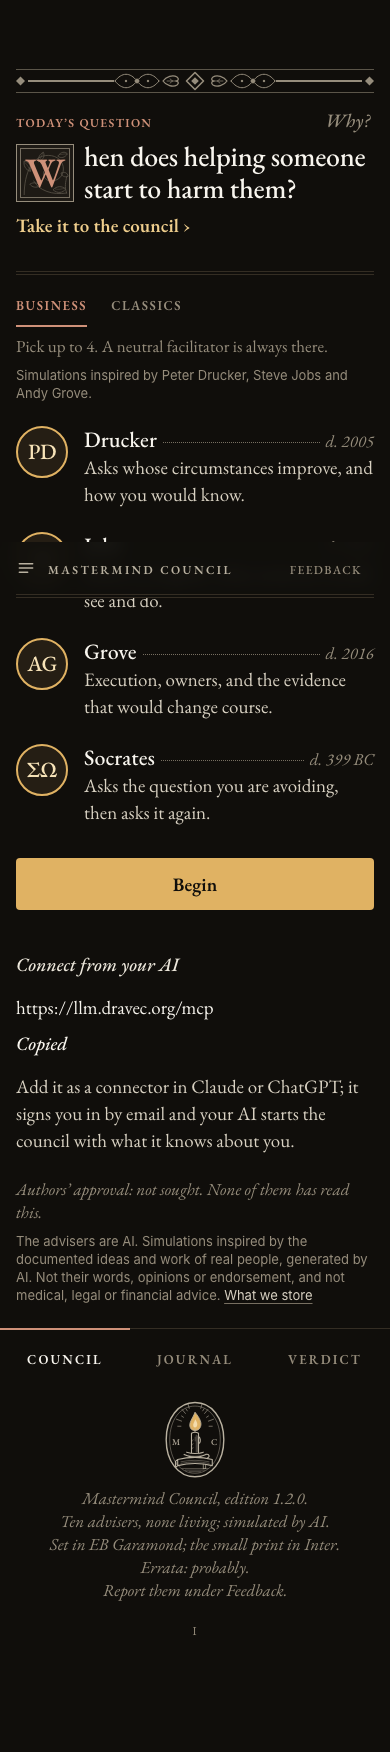 TODAY'S QUESTION
Why?
When does helping someone
start to harm them?
Take it to the council ›
BUSINESS CLASSICS
Pick up to 4. A neutral facilitator is always there.
Simulations inspired by Peter Drucker, Steve Jobs and
Andy Grove.
PD
Drucker d. 2005
Asks whose circumstances improve, and
how you would know.
MASTERMIND COUNCIL FEEDBACK
see and do.
AG
Grove d. 2016
Execution, owners, and the evidence
that would change course.
ΣΩ
Socrates d. 399 BC
Asks the question you are avoiding,
then asks it again.
Begin
Connect from your AI
https://llm.dravec.org/mcp
Copied
Add it as a connector in Claude or ChatGPT; it
signs you in by email and your AI starts the
council with what it knows about you.
Authors' approval: not sought. None of them has read
this.
The advisers are AI. Simulations inspired by the
documented ideas and work of real people, generated by
AI. Not their words, opinions or endorsement, and not
medical, legal or financial advice. What we store
COUNCIL JOURNAL VERDICT
M C
Mastermind Council, edition 1.2.0.
Ten advisers, none living; simulated by AI.
Set in EB Garamond; the small print in Inter.
Errata: probably.
Report them under Feedback.
I